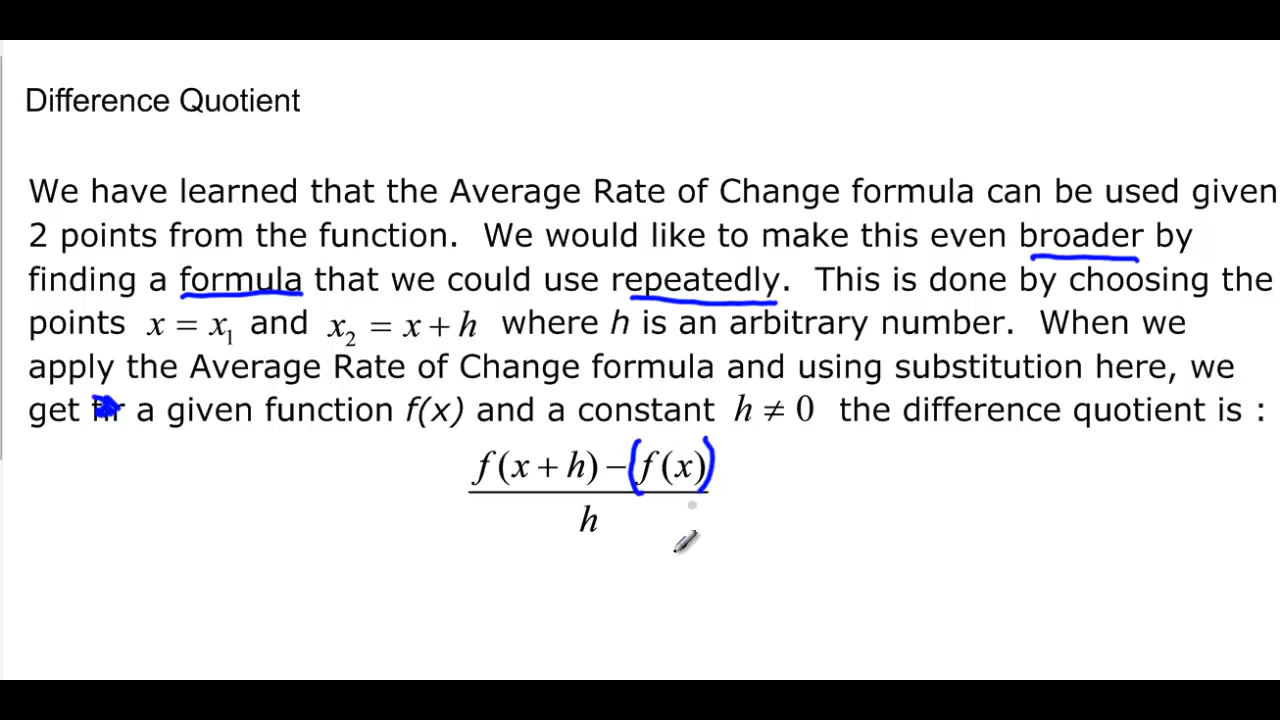 Difference Quotient
We have learned that the Average Rate of Change formula can be used given
2 points from the function.  We would like to make this even broader by
finding a formula that we could use repeatedly.  This is done by choosing the
points x = x₁ and x₂ = x + h where h is an arbitrary number.  When we
apply the Average Rate of Change formula and using substitution here, we
get a given function f(x) and a constant h ≠ 0 the difference quotient is :
f(x + h) – (f(x))
h